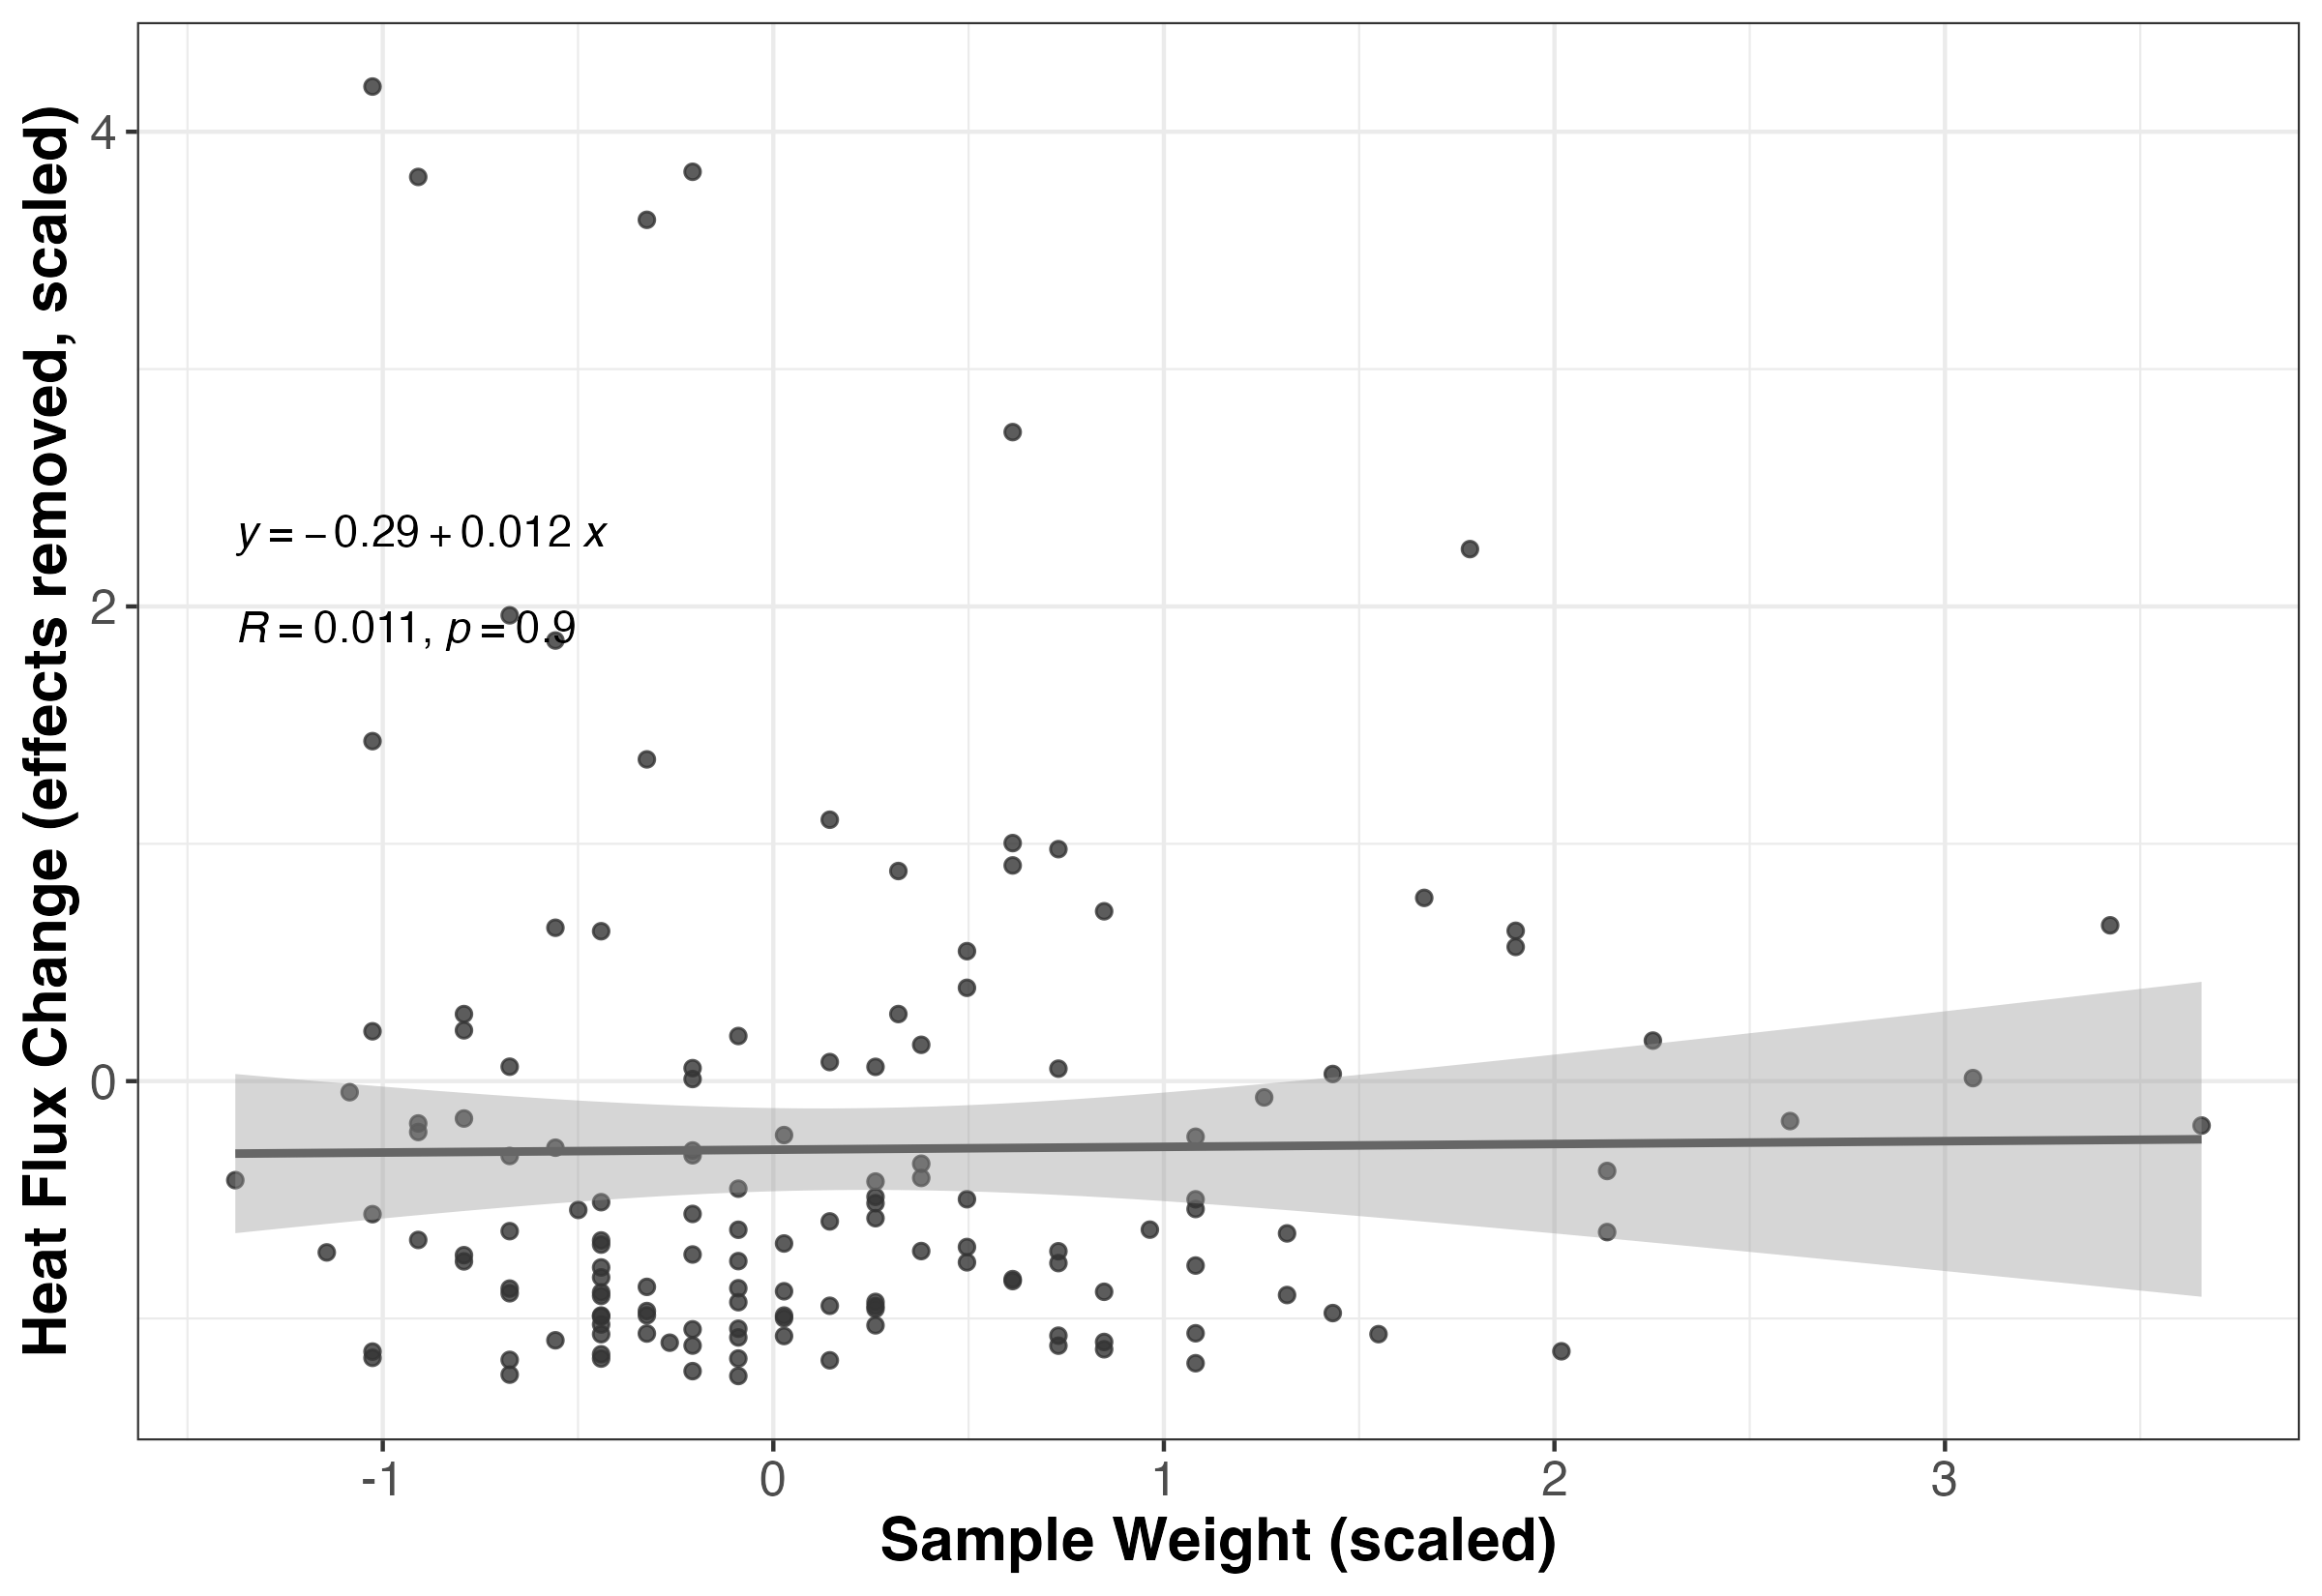 Heat Flux Change (effects removed, scaled)
4
2
0
y = − 0.29 + 0.012 x
R = 0.011, p = 0.9
-1 0 1 2 3
Sample Weight (scaled)